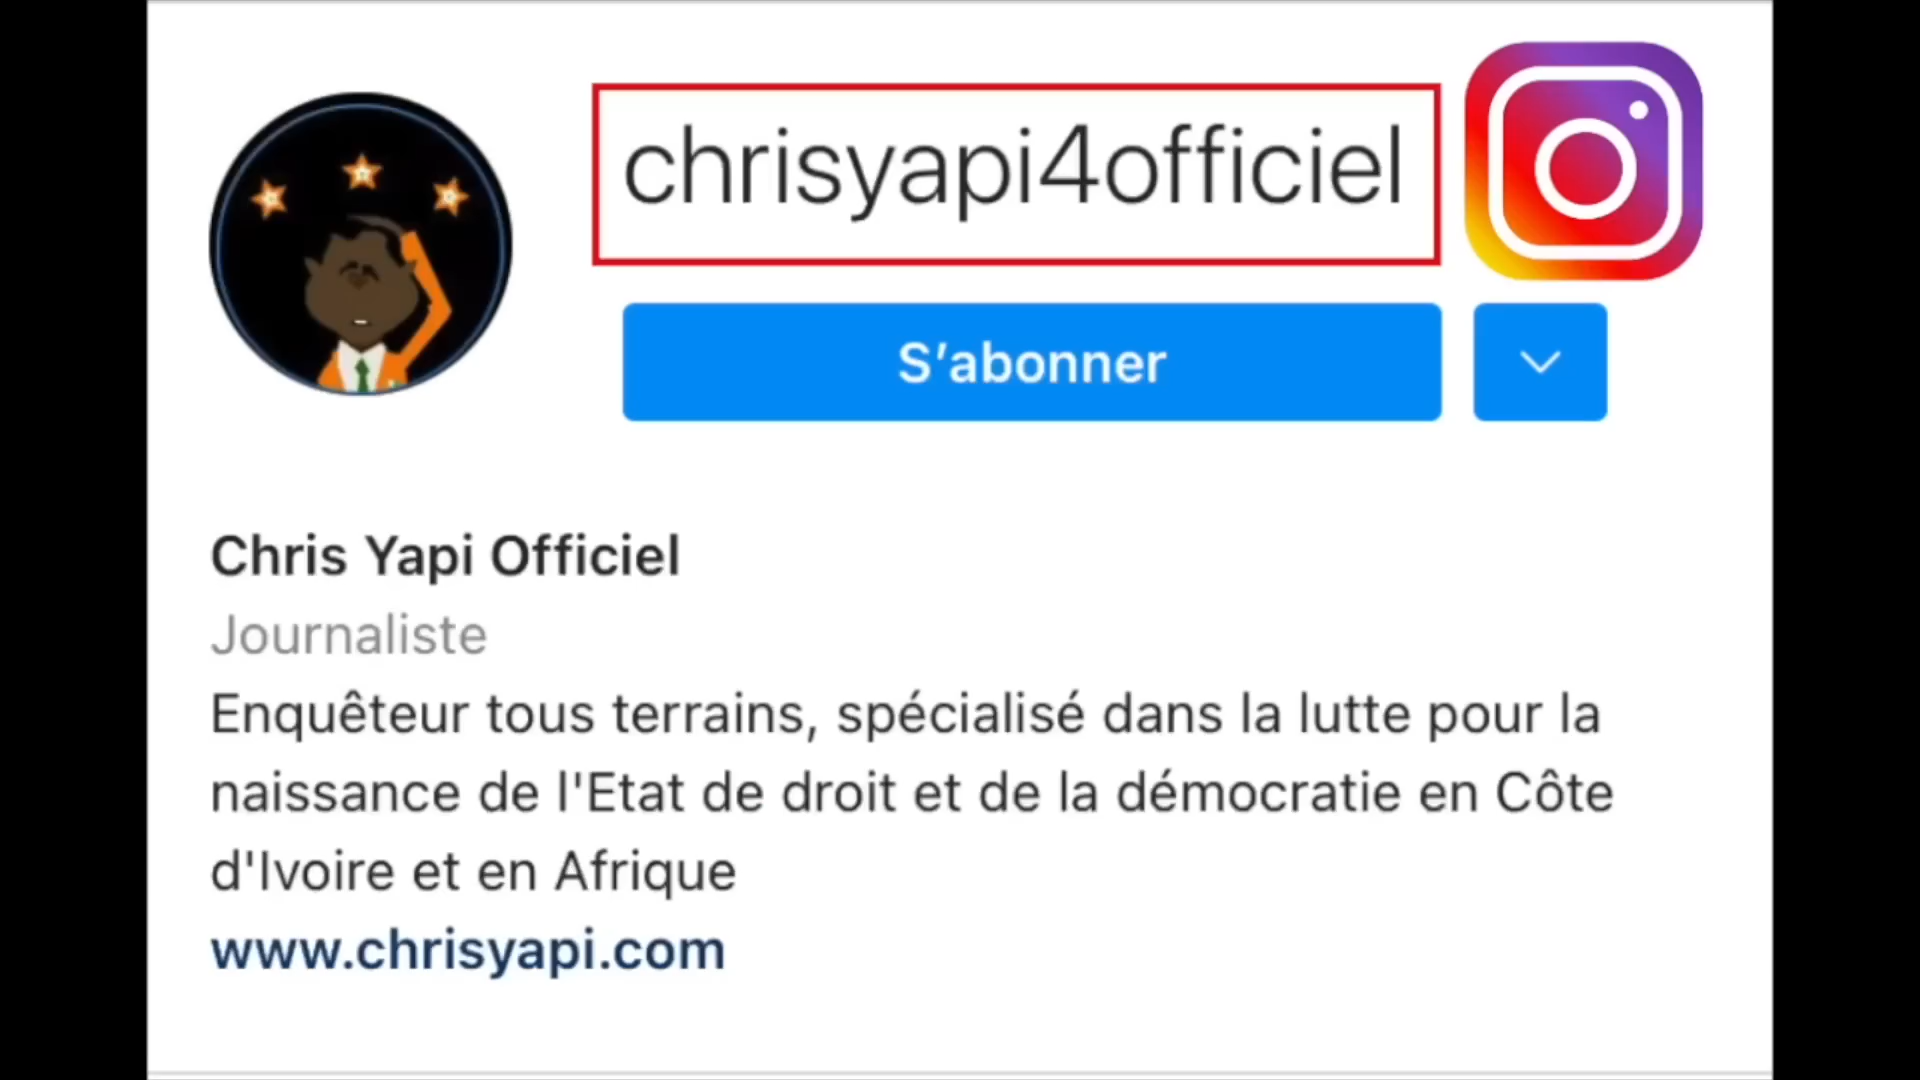 chrisyapi4officiel
S’abonner
Chris Yapi Officiel
Journaliste
Enquêteur tous terrains, spécialisé dans la lutte pour la
naissance de l'Etat de droit et de la démocratie en Côte
d'Ivoire et en Afrique
www.chrisyapi.com